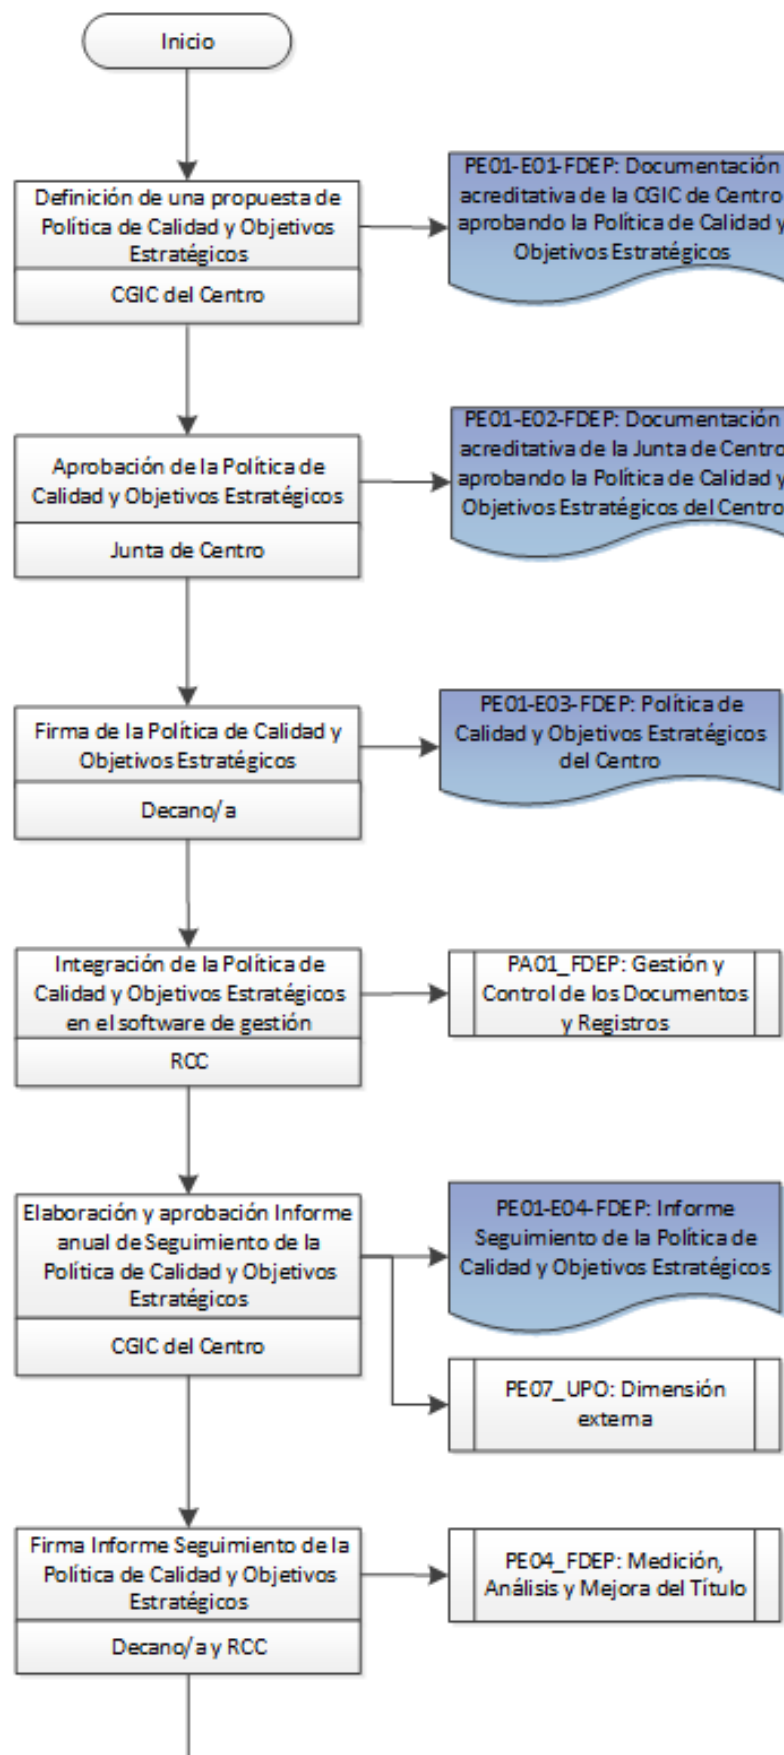 Inicio
Definición de una propuesta de
Política de Calidad y Objetivos
Estratégicos
CGIC del Centro
PE01-E01-FDEP: Documentación
acreditativa de la CGIC de Centro
aprobando la Política de Calidad y
Objetivos Estratégicos
Aprobación de la Política de
Calidad y Objetivos Estratégicos
Junta de Centro
PE01-E02-FDEP: Documentación
acreditativa de la Junta de Centro
aprobando la Política de Calidad y
Objetivos Estratégicos del Centro
Firma de la Política de Calidad y
Objetivos Estratégicos
Decano/a
PE01-E03-FDEP: Política de
Calidad y Objetivos Estratégicos
del Centro
Integración de la Política de
Calidad y Objetivos Estratégicos
en el software de gestión
RCC
PA01_FDEP: Gestión y
Control de los Documentos
y Registros
Elaboración y aprobación Informe
anual de Seguimiento de la
Política de Calidad y Objetivos
Estratégicos
CGIC del Centro
PE01-E04-FDEP: Informe
Seguimiento de la Política de
Calidad y Objetivos Estratégicos
PE07_UPO: Dimensión
externa
Firma Informe Seguimiento de la
Política de Calidad y Objetivos
Estratégicos
Decano/a y RCC
PE04_FDEP: Medición,
Análisis y Mejora del Título